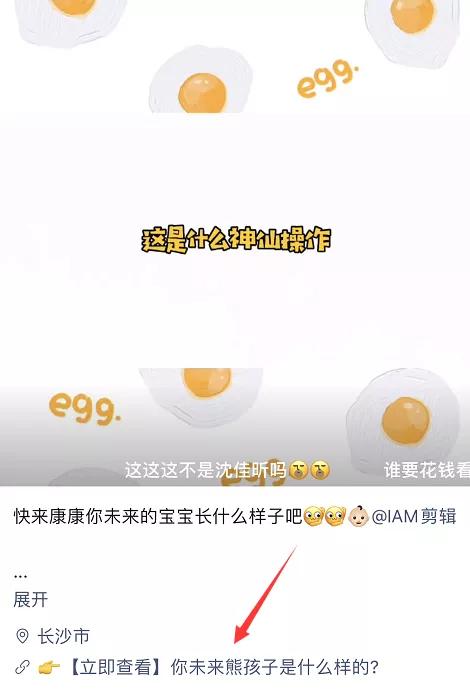 egg.
这是什么神仙操作
egg.
这这这不是沈佳昕吗
谁要花钱看
egg.
快来康康你未来的宝宝长什么样子吧🥱🥱👶🏻@IAM剪辑
...
展开
长沙市
👉【立即查看】你未来熊孩子是什么样的?